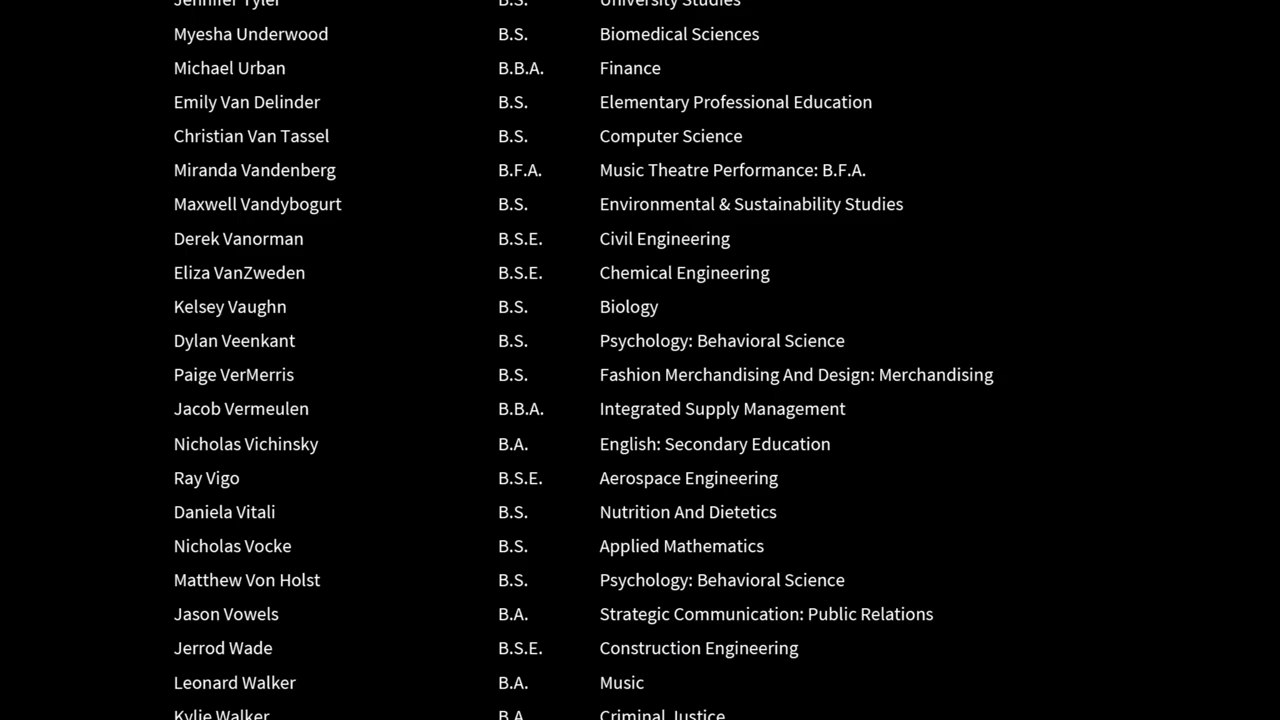 Jennifer Tyler B.S. University Studies
Myesha Underwood B.S. Biomedical Sciences
Michael Urban B.B.A. Finance
Emily Van Delinder B.S. Elementary Professional Education
Christian Van Tassel B.S. Computer Science
Miranda Vandenberg B.F.A. Music Theatre Performance: B.F.A.
Maxwell Vandybogurt B.S. Environmental & Sustainability Studies
Derek Vanorman B.S.E. Civil Engineering
Eliza VanZweden B.S.E. Chemical Engineering
Kelsey Vaughn B.S. Biology
Dylan Veenkant B.S. Psychology: Behavioral Science
Paige VerMerris B.S. Fashion Merchandising And Design: Merchandising
Jacob Vermeulen B.B.A. Integrated Supply Management
Nicholas Vichinsky B.A. English: Secondary Education
Ray Vigo B.S.E. Aerospace Engineering
Daniela Vitali B.S. Nutrition And Dietetics
Nicholas Vocke B.S. Applied Mathematics
Matthew Von Holst B.S. Psychology: Behavioral Science
Jason Vowels B.A. Strategic Communication: Public Relations
Jerrod Wade B.S.E. Construction Engineering
Leonard Walker B.A. Music
Kylie Walker B.A. Criminal Justice